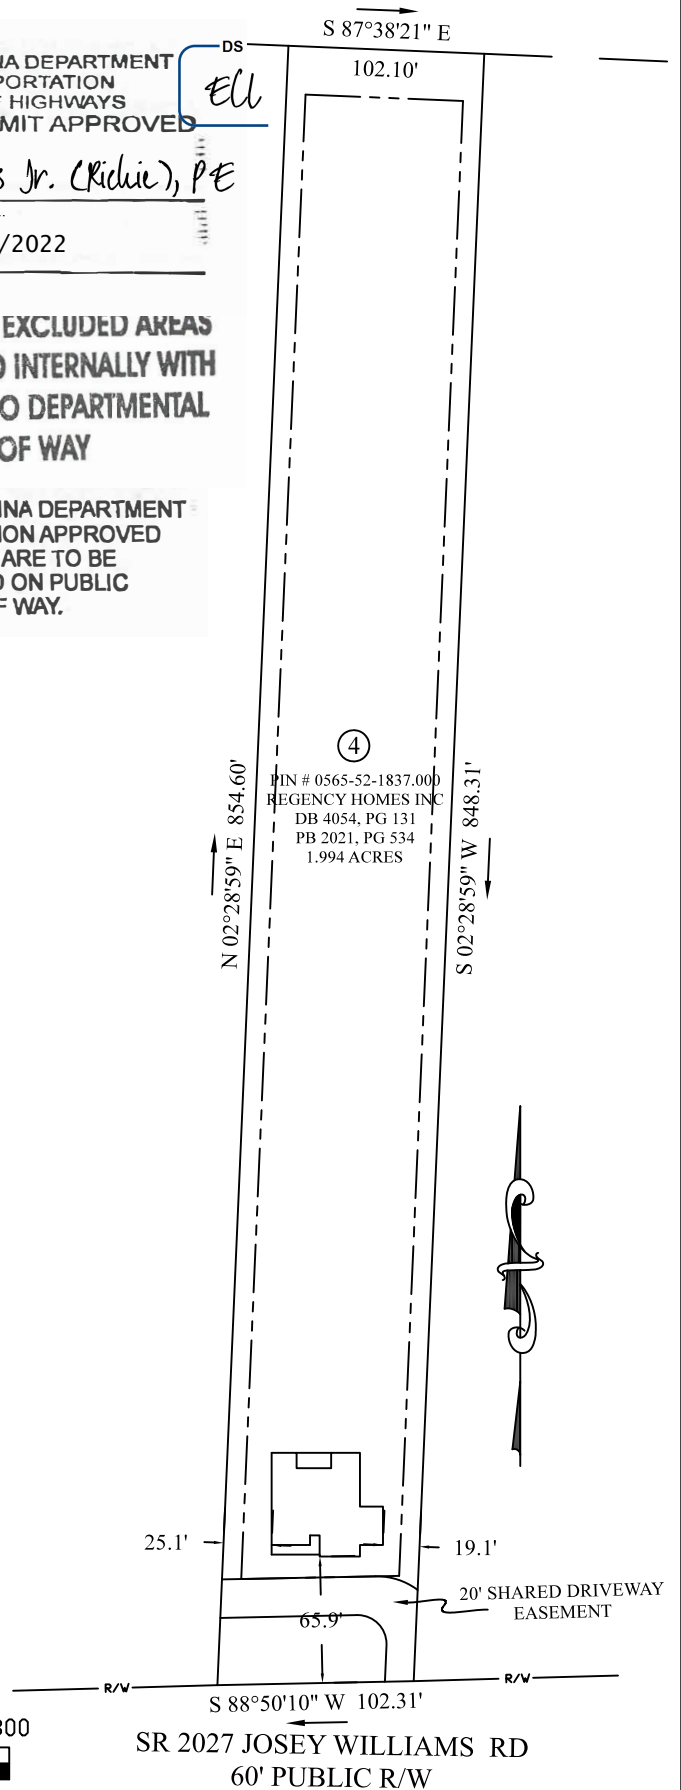 S 87°38'21" E
102.10'
DS
NA DEPARTMENT
PORTATION
F HIGHWAYS
MIT APPROVED
s Jr. (Richie), PE
/2022
EXCLUDED AREAS
D INTERNALLY WITH
O DEPARTMENTAL
OF WAY
INA DEPARTMENT
ION APPROVED
ARE TO BE
D ON PUBLIC
F WAY.
4
PIN # 0565-52-1837.000
REGENCY HOMES INC
DB 4054, PG 131
PB 2021, PG 534
1.994 ACRES
N 02°28'59" E 854.60'
S 02°28'59" W 848.31'
25.1'
19.1'
20' SHARED DRIVEWAY
EASEMENT
65.9'
R/W
R/W
S 88°50'10" W 102.31'
300
SR 2027 JOSEY WILLIAMS RD
60' PUBLIC R/W